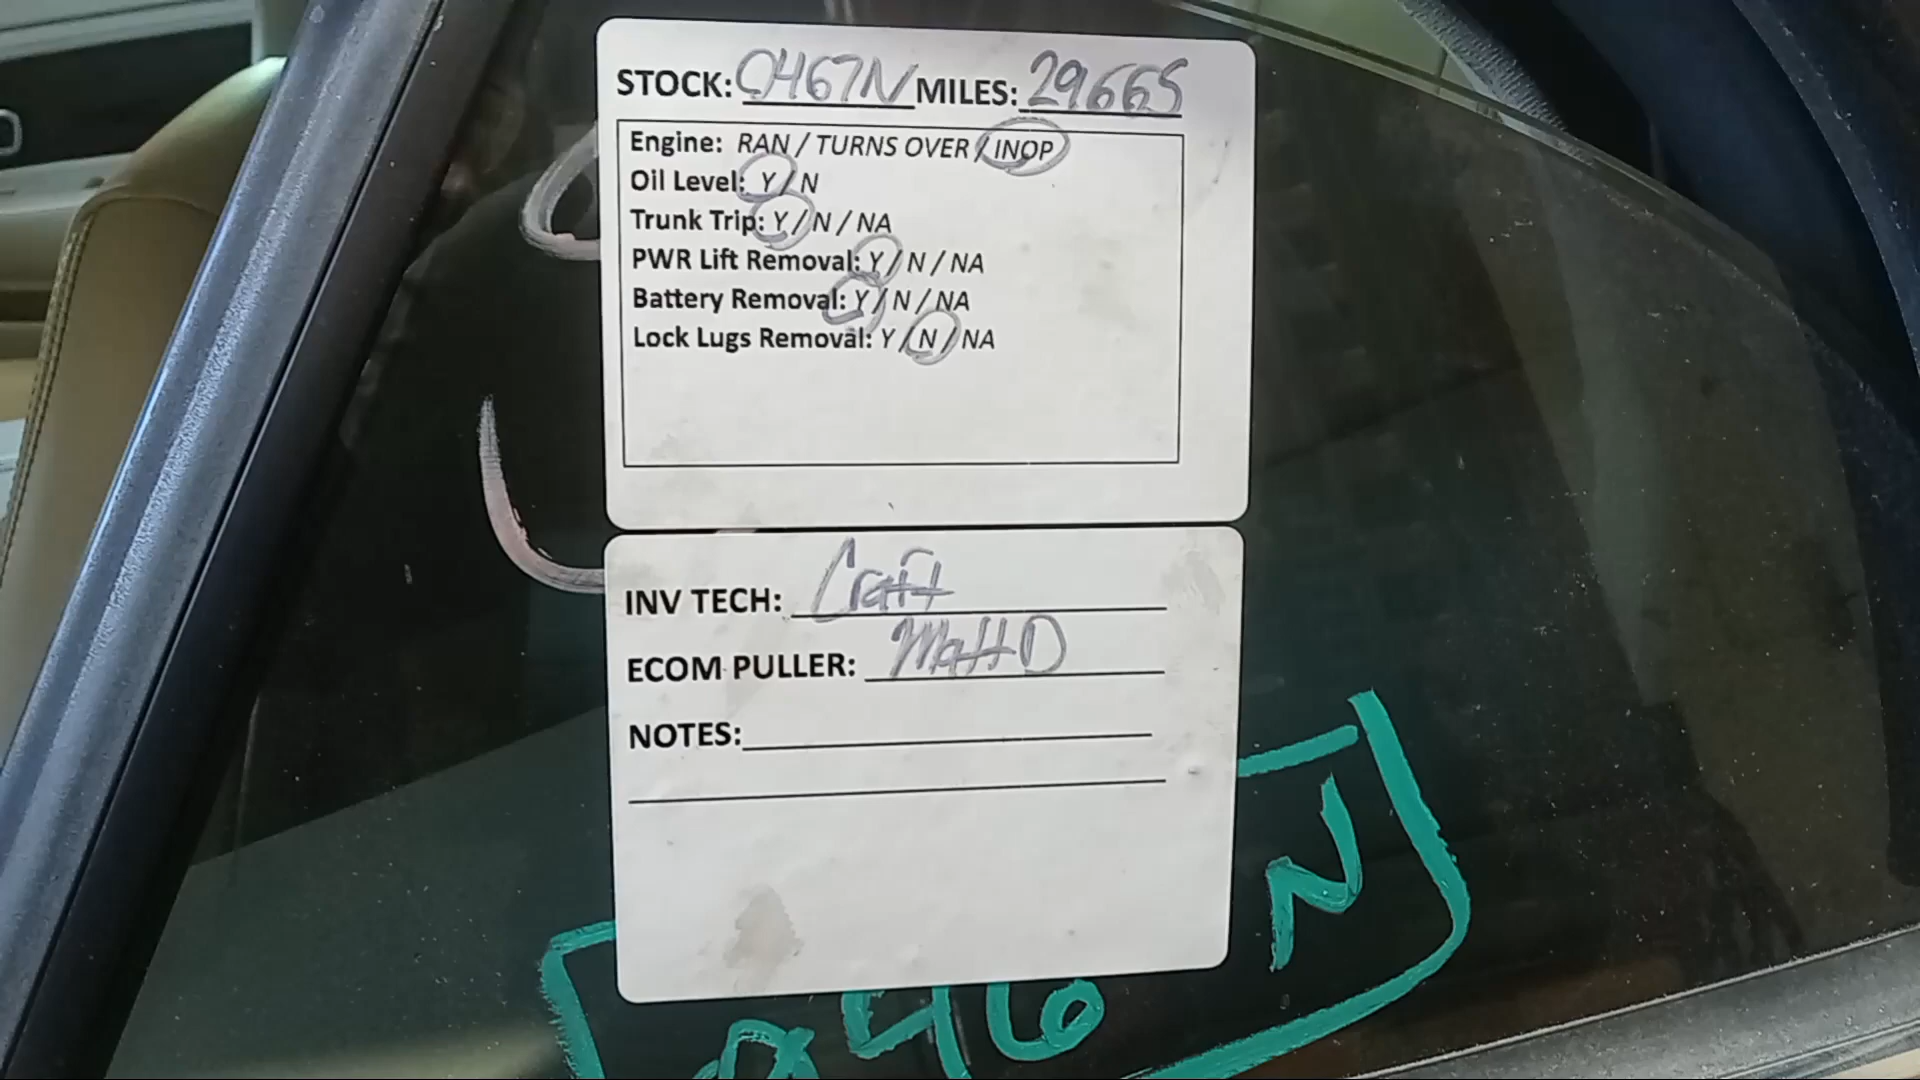 STOCK: 0467N MILES: 29665
Engine: RAN / TURNS OVER / INOP
Oil Level: Y / N
Trunk Trip: Y / N / NA
PWR Lift Removal: Y / N / NA
Battery Removal: Y / N / NA
Lock Lugs Removal: Y / N / NA
INV TECH:
ECOM PULLER: Matt D
NOTES:
046 N